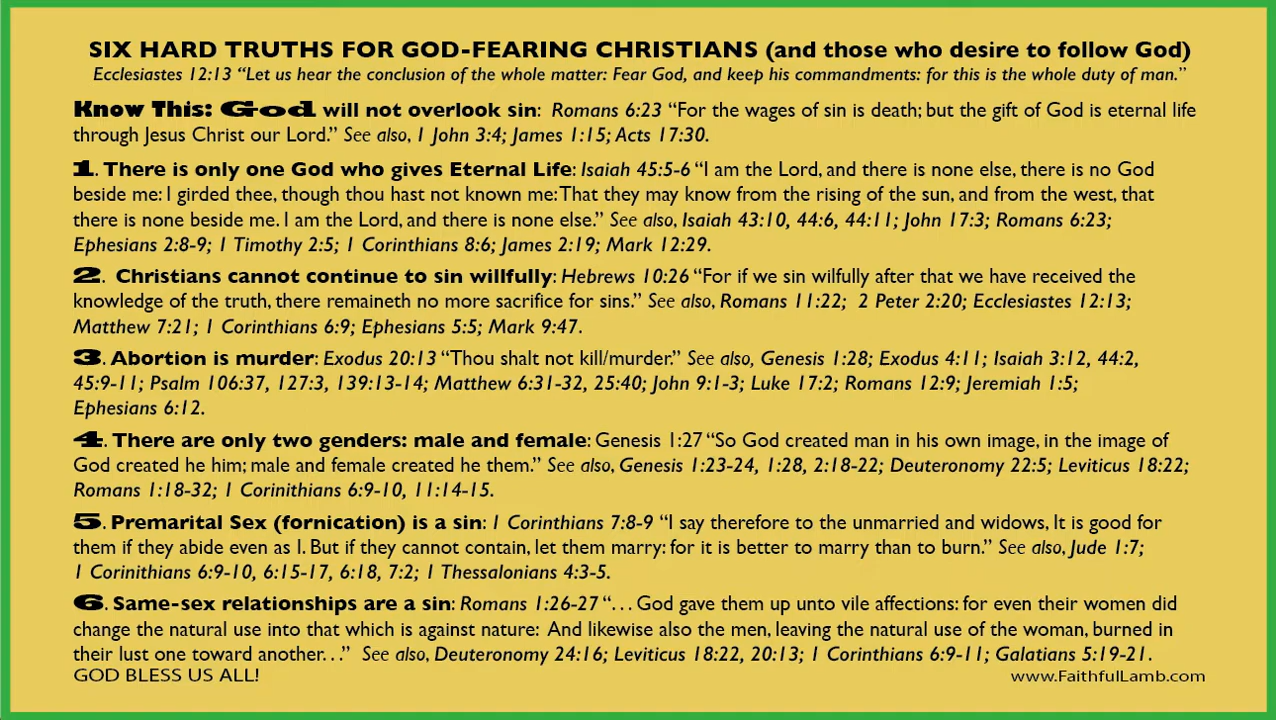 SIX HARD TRUTHS FOR GOD-FEARING CHRISTIANS (and those who desire to follow God)
Ecclesiastes 12:13 “Let us hear the conclusion of the whole matter: Fear God, and keep his commandments: for this is the whole duty of man.”
Know This: God will not overlook sin: Romans 6:23 “For the wages of sin is death; but the gift of God is eternal life
through Jesus Christ our Lord.” See also, 1 John 3:4; James 1:15; Acts 17:30.
1. There is only one God who gives Eternal Life: Isaiah 45:5-6 “I am the Lord, and there is none else, there is no God
beside me: I girded thee, though thou hast not known me: That they may know from the rising of the sun, and from the west, that
there is none beside me. I am the Lord, and there is none else.” See also, Isaiah 43:10, 44:6, 44:11; John 17:3; Romans 6:23;
Ephesians 2:8-9; 1 Timothy 2:5; 1 Corinthians 8:6; James 2:19; Mark 12:29.
2. Christians cannot continue to sin willfully: Hebrews 10:26 “For if we sin wilfully after that we have received the
knowledge of the truth, there remaineth no more sacrifice for sins.” See also, Romans 11:22; 2 Peter 2:20; Ecclesiastes 12:13;
Matthew 7:21; 1 Corinthians 6:9; Ephesians 5:5; Mark 9:47.
3. Abortion is murder: Exodus 20:13 “Thou shalt not kill/murder.” See also, Genesis 1:28; Exodus 4:11; Isaiah 3:12, 44:2,
45:9-11; Psalm 106:37, 127:3, 139:13-14; Matthew 6:31-32, 25:40; John 9:1-3; Luke 17:2; Romans 12:9; Jeremiah 1:5;
Ephesians 6:12.
4. There are only two genders: male and female: Genesis 1:27 “So God created man in his own image, in the image of
God created he him; male and female created he them.” See also, Genesis 1:23-24, 1:28, 2:18-22; Deuteronomy 22:5; Leviticus 18:22;
Romans 1:18-32; 1 Corinithians 6:9-10, 11:14-15.
5. Premarital Sex (fornication) is a sin: 1 Corinthians 7:8-9 “I say therefore to the unmarried and widows, It is good for
them if they abide even as I. But if they cannot contain, let them marry: for it is better to marry than to burn.” See also, Jude 1:7;
1 Corinithians 6:9-10, 6:15-17, 6:18, 7:2; 1 Thessalonians 4:3-5.
6. Same-sex relationships are a sin: Romans 1:26-27 “. . . God gave them up unto vile affections: for even their women did
change the natural use into that which is against nature: And likewise also the men, leaving the natural use of the woman, burned in
their lust one toward another. . .” See also, Deuteronomy 24:16; Leviticus 18:22, 20:13; 1 Corinthians 6:9-11; Galatians 5:19-21.
GOD BLESS US ALL! www.FaithfulLamb.com